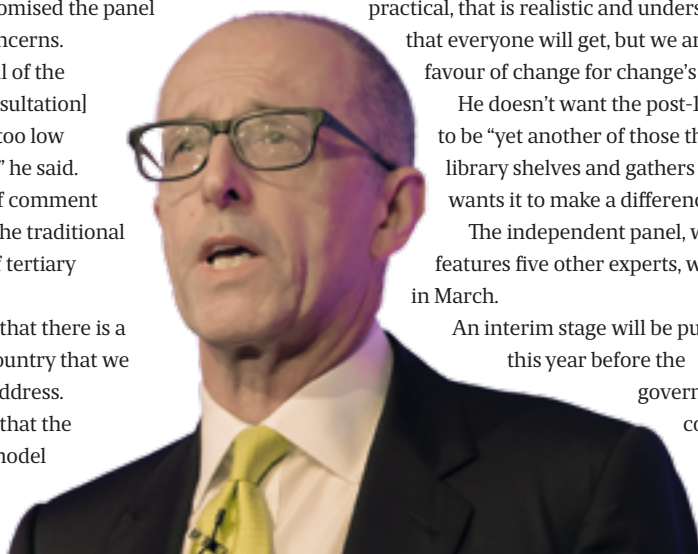 omised the panel
ncerns.
l of the
sultation]
too low
” he said.
f comment
he traditional
f tertiary
that there is a
ountry that we
ddress.
that the
model
practical, that is realistic and unders
that everyone will get, but we ar
favour of change for change’s
He doesn’t want the post-1
to be “yet another of those th
library shelves and gathers
wants it to make a differenc
The independent panel, w
features five other experts, w
in March.
An interim stage will be pu
this year before the
govern
co